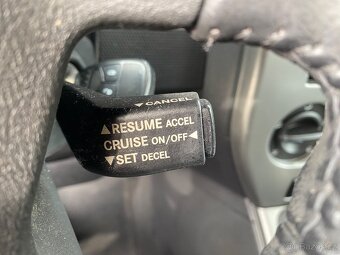 ▼CANCEL
▲RESUME ACCEL
CRUISE ON/OFF◄
▼SET DECEL